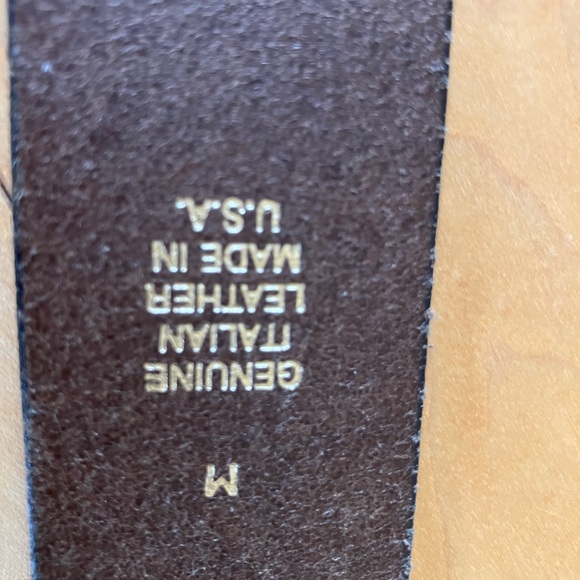 M
GENUINE
ITALIAN
LEATHER
MADE IN
U.S.A.